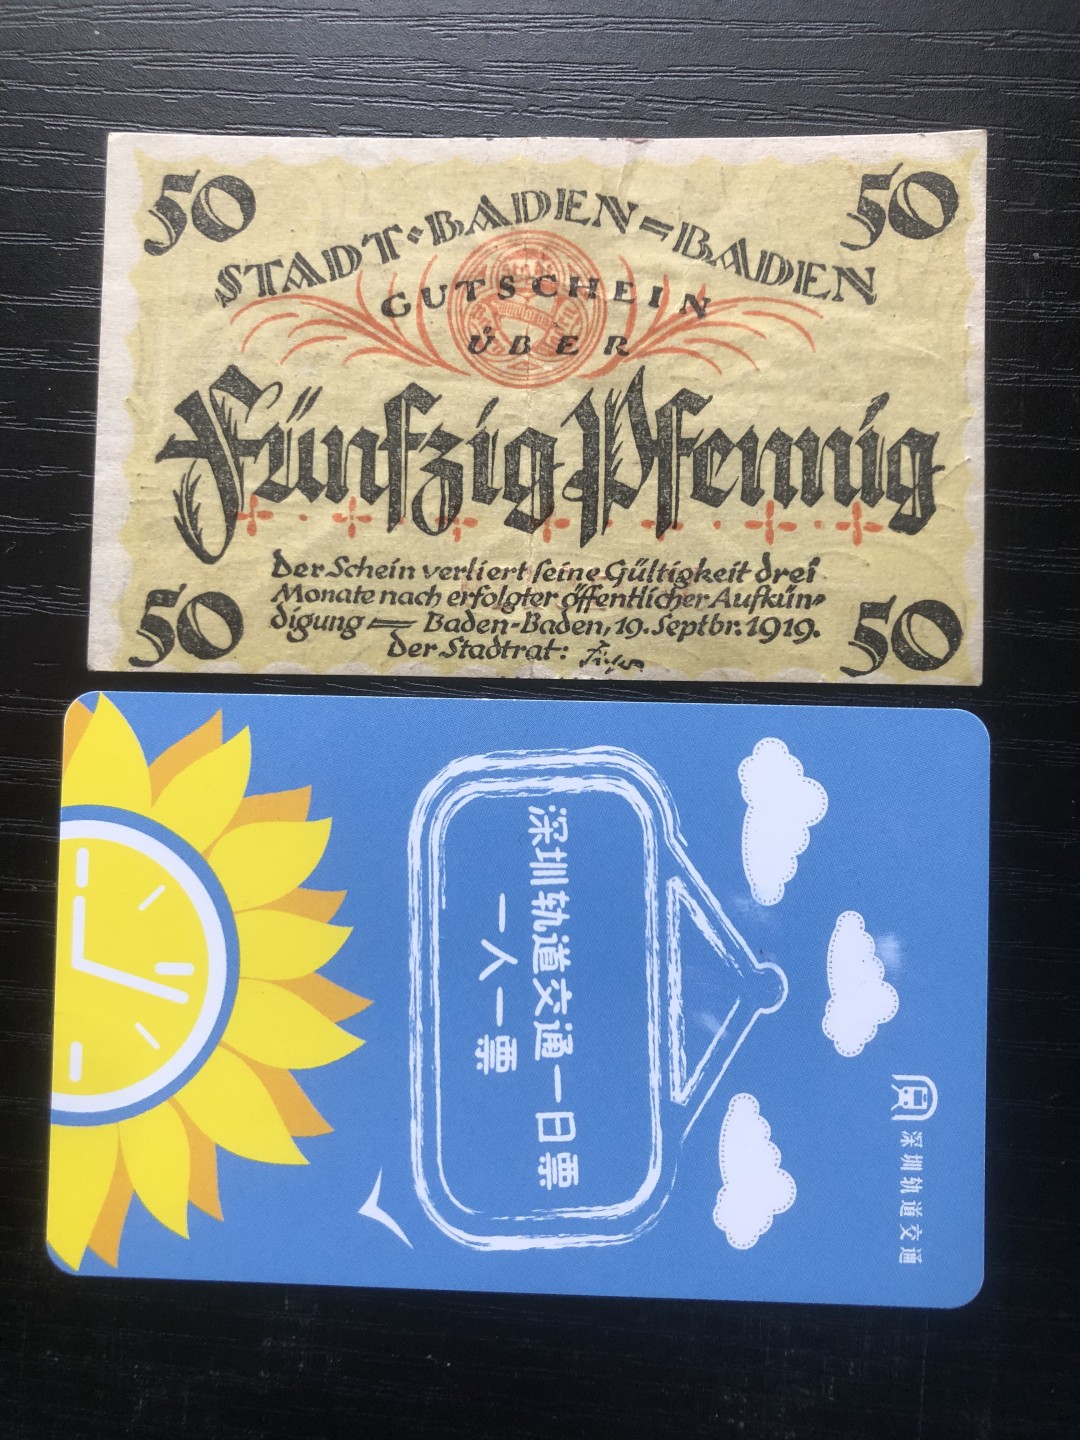 50
50
STADT·BADEN=BADEN
GUTSCHEIN
ÜBER
Fünfzig Pfennig
Der Schein verliert seine Gültigkeit drei
Monate nach erfolgter öffentlicher Aufkün=
digung = Baden-Baden, 19. Septbr. 1919.
Der Stadtrat:
50
50
深圳轨道交通
深圳轨道交通一日票
一人一票